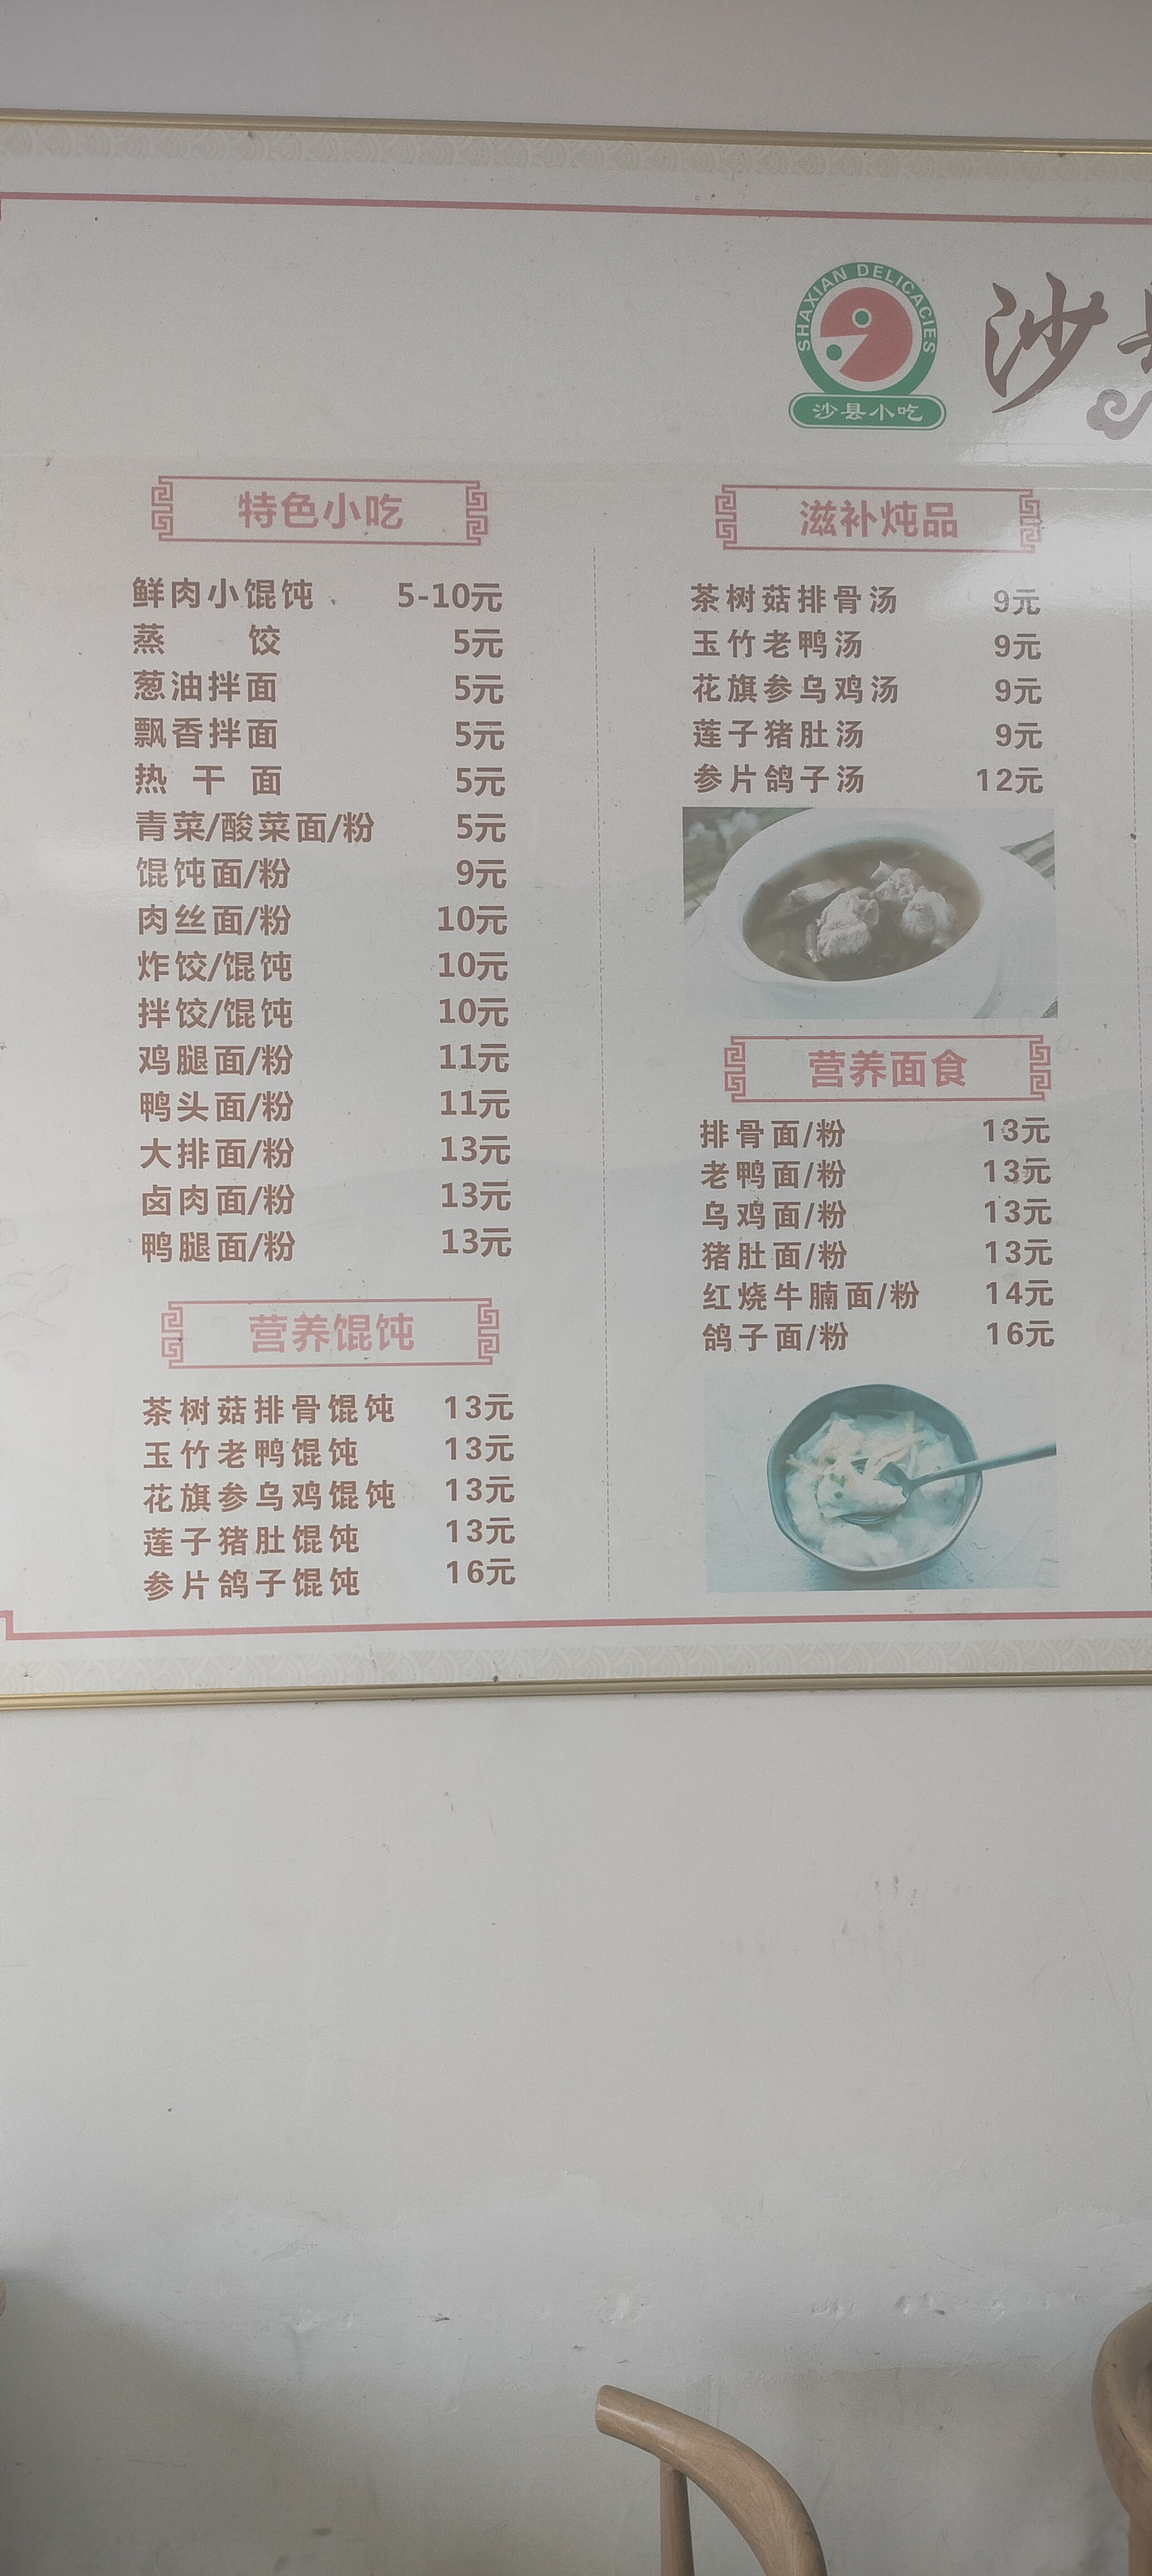 SHAXIAN DELICACIES
沙县小吃
沙
特色小吃
鲜肉小馄饨 5-10元
蒸 饺 5元
葱油拌面 5元
飘香拌面 5元
热 干 面 5元
青菜/酸菜面/粉 5元
馄饨面/粉 9元
肉丝面/粉 10元
炸饺/馄饨 10元
拌饺/馄饨 10元
鸡腿面/粉 11元
鸭头面/粉 11元
大排面/粉 13元
卤肉面/粉 13元
鸭腿面/粉 13元
营养馄饨
茶树菇排骨馄饨 13元
玉竹老鸭馄饨 13元
花旗参乌鸡馄饨 13元
莲子猪肚馄饨 13元
参片鸽子馄饨 16元
滋补炖品
茶树菇排骨汤 9元
玉竹老鸭汤 9元
花旗参乌鸡汤 9元
莲子猪肚汤 9元
参片鸽子汤 12元
营养面食
排骨面/粉 13元
老鸭面/粉 13元
乌鸡面/粉 13元
猪肚面/粉 13元
红烧牛腩面/粉 14元
鸽子面/粉 16元